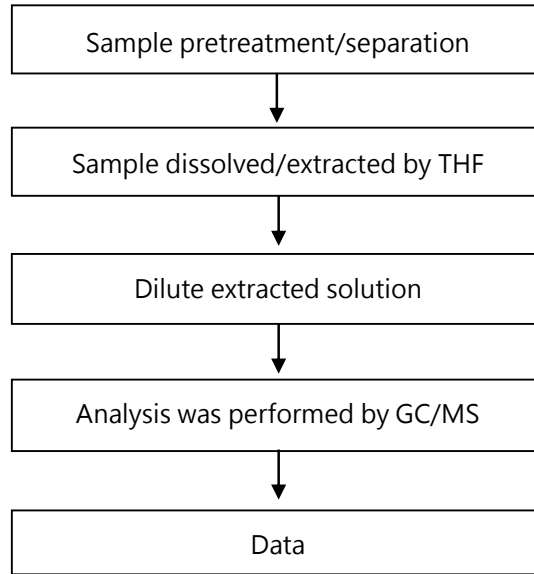 Sample pretreatment/separation
Sample dissolved/extracted by THF
Dilute extracted solution
Analysis was performed by GC/MS
Data